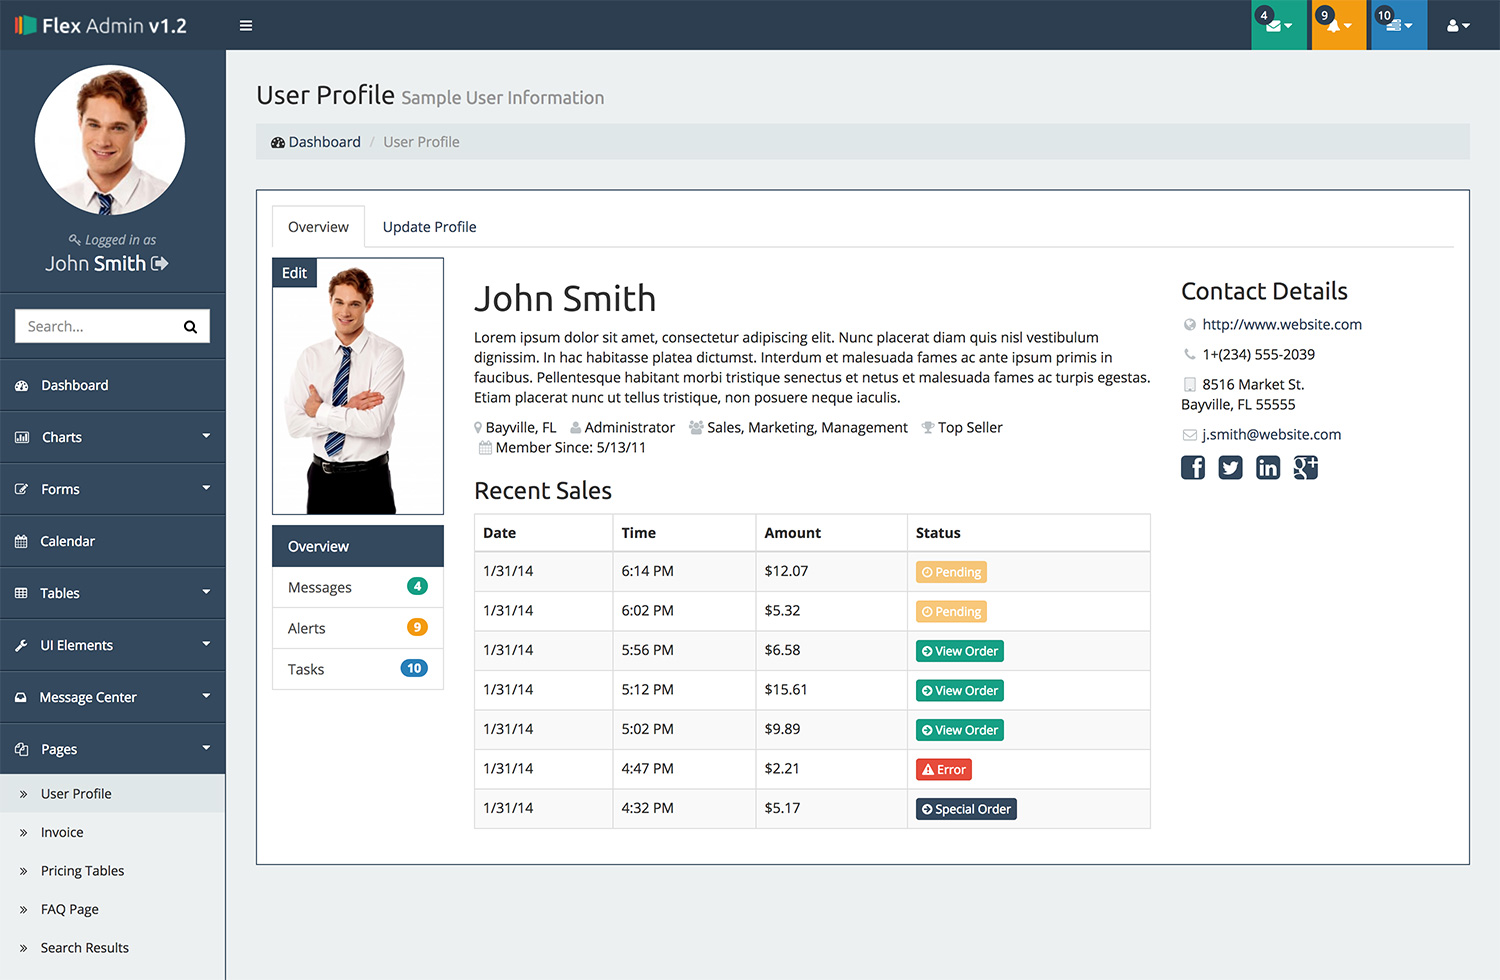 Flex Admin v1.2
4
9
10
Logged in as
John Smith
Search...
Dashboard
Charts
Forms
Calendar
Tables
UI Elements
Message Center
Pages
» User Profile
» Invoice
» Pricing Tables
» FAQ Page
» Search Results
User Profile Sample User Information
Dashboard / User Profile
Overview Update Profile
Edit
Overview
Messages 4
Alerts 9
Tasks 10
John Smith
Lorem ipsum dolor sit amet, consectetur adipiscing elit. Nunc placerat diam quis nisl vestibulum
dignissim. In hac habitasse platea dictumst. Interdum et malesuada fames ac ante ipsum primis in
faucibus. Pellentesque habitant morbi tristique senectus et netus et malesuada fames ac turpis egestas.
Etiam placerat nunc ut tellus tristique, non posuere neque iaculis.
Bayville, FL Administrator Sales, Marketing, Management Top Seller
Member Since: 5/13/11
Recent Sales
Date Time Amount Status
1/31/14 6:14 PM $12.07 Pending
1/31/14 6:02 PM $5.32 Pending
1/31/14 5:56 PM $6.58 View Order
1/31/14 5:12 PM $15.61 View Order
1/31/14 5:02 PM $9.89 View Order
1/31/14 4:47 PM $2.21 Error
1/31/14 4:32 PM $5.17 Special Order
Contact Details
http://www.website.com
1+(234) 555-2039
8516 Market St.
Bayville, FL 55555
j.smith@website.com